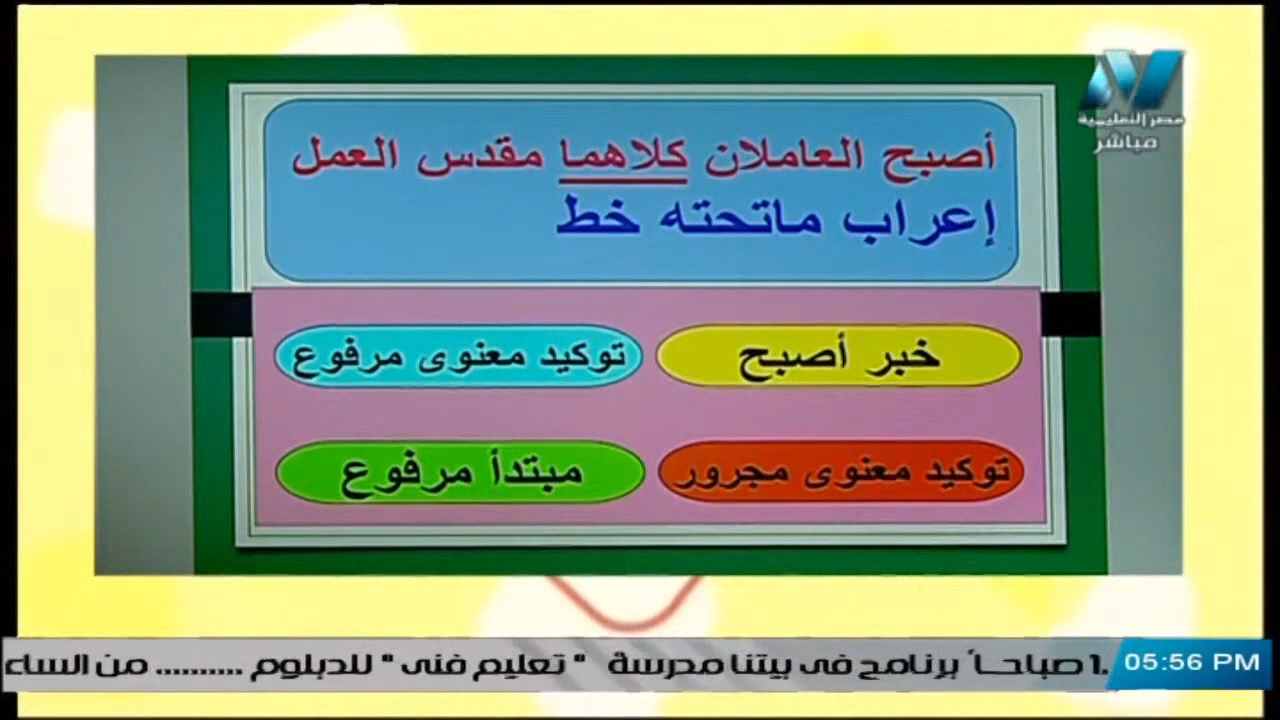 مصر التعليمية
مباشر
أصبح العاملان كلاهما مقدس العمل
إعراب ماتحته خط
خبر أصبح
توكيد معنوى مرفوع
توكيد معنوى مجرور
مبتدأ مرفوع
صباحاً برنامج فى بيتنا مدرسة " تعليم فنى " للدبلوم .......... من
05:56 PM